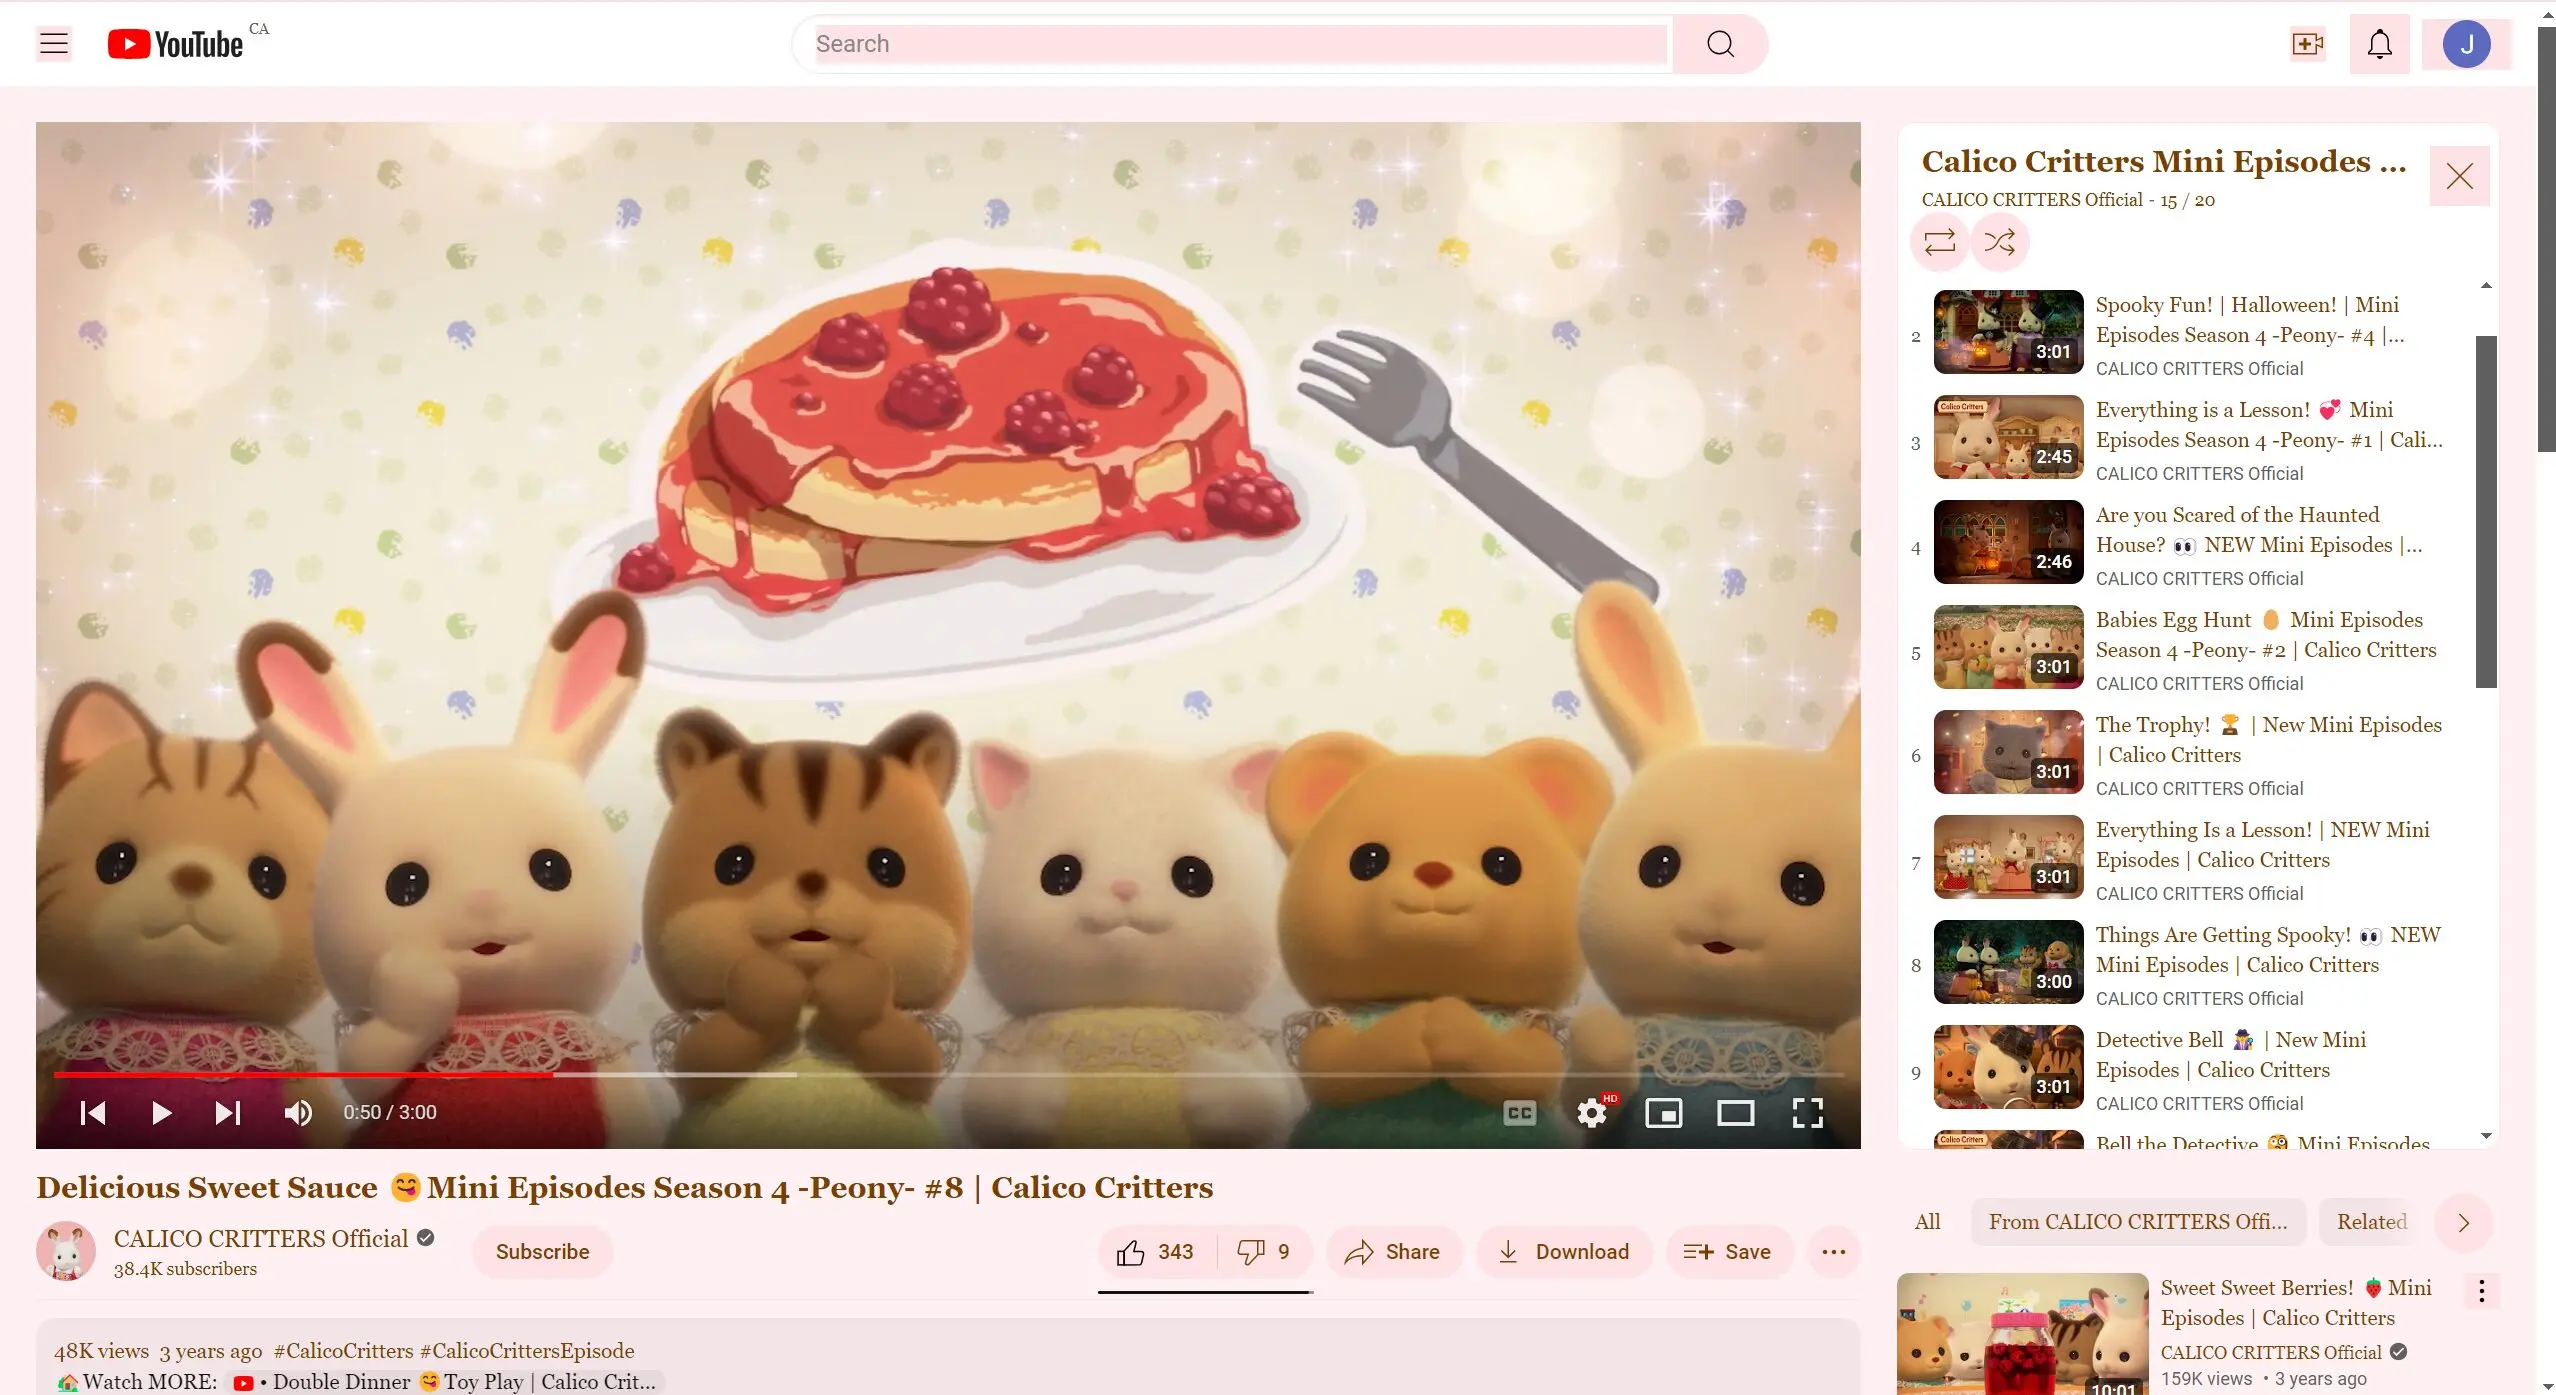 YouTube CA
Search
J
Calico Critters Mini Episodes ...
CALICO CRITTERS Official - 15 / 20
2
3:01
Spooky Fun! | Halloween! | Mini
Episodes Season 4 -Peony- #4 |...
CALICO CRITTERS Official
3
Calico Critters
2:45
Everything is a Lesson! 💞 Mini
Episodes Season 4 -Peony- #1 | Cali...
CALICO CRITTERS Official
4
2:46
Are you Scared of the Haunted
House? 👀 NEW Mini Episodes |...
CALICO CRITTERS Official
5
3:01
Babies Egg Hunt 🥚 Mini Episodes
Season 4 -Peony- #2 | Calico Critters
CALICO CRITTERS Official
6
3:01
The Trophy! 🏆 | New Mini Episodes
| Calico Critters
CALICO CRITTERS Official
7
3:01
Everything Is a Lesson! | NEW Mini
Episodes | Calico Critters
CALICO CRITTERS Official
8
3:00
Things Are Getting Spooky! 👀 NEW
Mini Episodes | Calico Critters
CALICO CRITTERS Official
9
3:01
Detective Bell 🕵️‍♀️ | New Mini
Episodes | Calico Critters
CALICO CRITTERS Official
Calico Critters
Bell the Detective 🧐 Mini Episodes
0:50 / 3:00
CC
HD
Delicious Sweet Sauce 😋 Mini Episodes Season 4 -Peony- #8 | Calico Critters
CALICO CRITTERS Official
38.4K subscribers
Subscribe
343
9
Share
Download
Save
48K views 3 years ago #CalicoCritters #CalicoCrittersEpisode
🏠Watch MORE: • Double Dinner 😋Toy Play | Calico Crit...
All
From CALICO CRITTERS Offi...
Related
10:01
Sweet Sweet Berries! 🍓 Mini
Episodes | Calico Critters
CALICO CRITTERS Official
159K views • 3 years ago